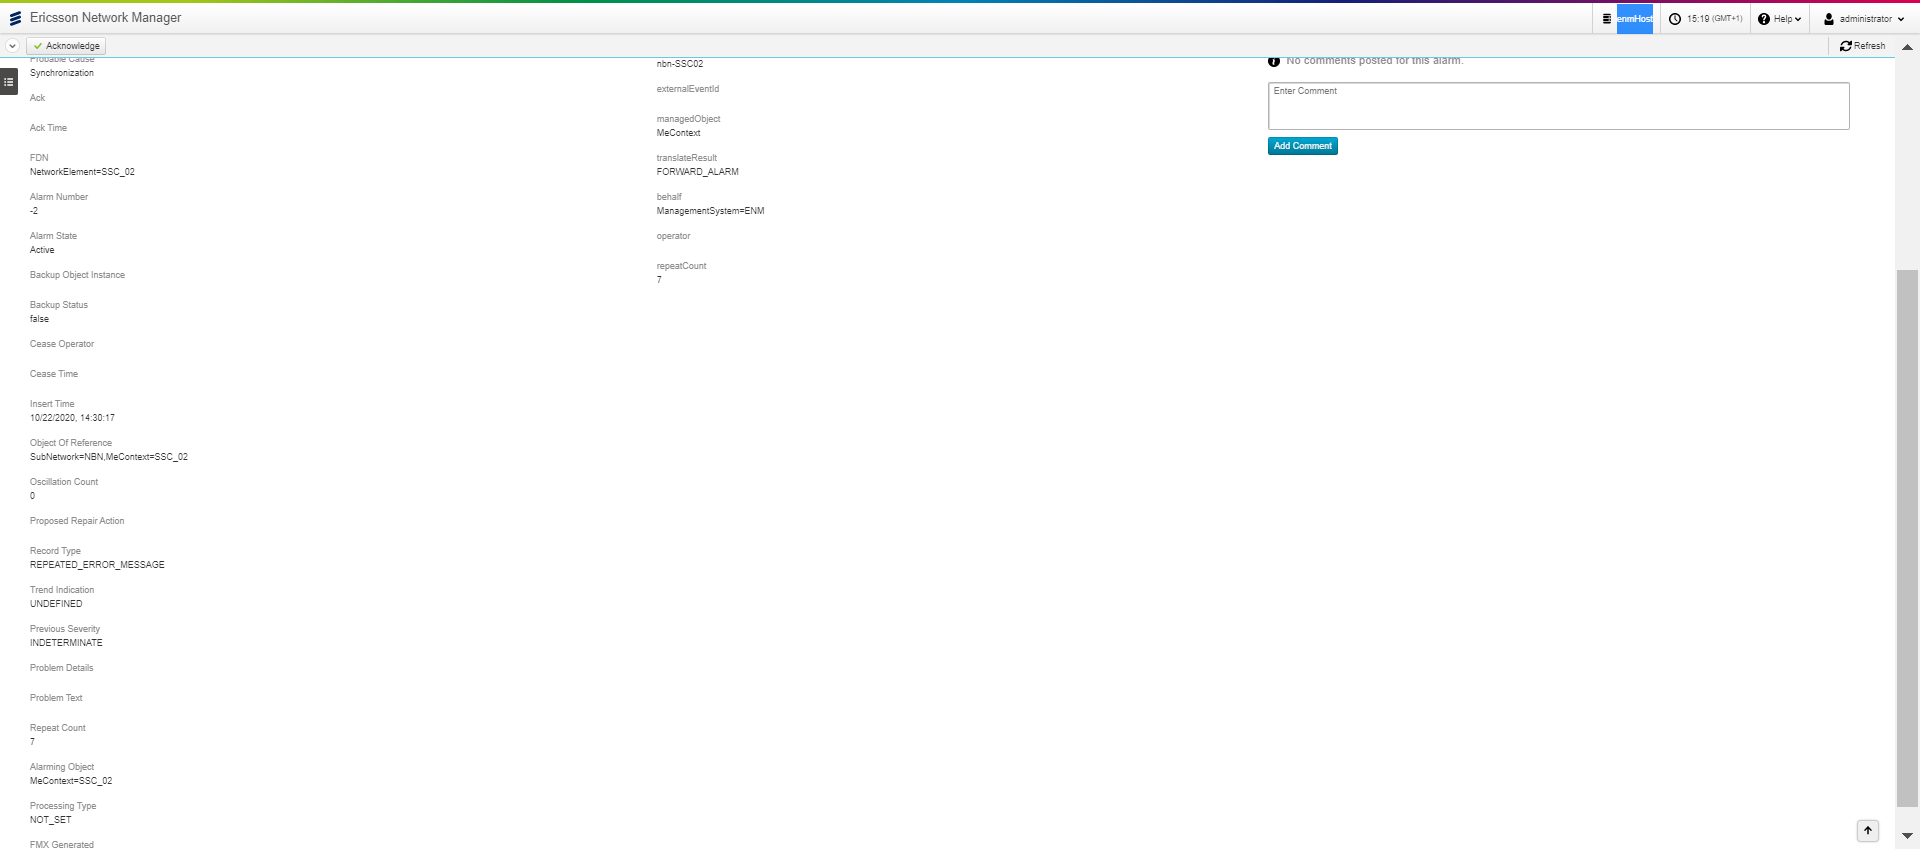 Ericsson Network Manager
enmHost
15:19 (GMT+1)
Help
administrator
Acknowledge
Refresh
Probable Cause
Synchronization
Ack
Ack Time
FDN
NetworkElement=SSC_02
Alarm Number
-2
Alarm State
Active
Backup Object Instance
Backup Status
false
Cease Operator
Cease Time
Insert Time
10/22/2020, 14:30:17
Object Of Reference
SubNetwork=NBN,MeContext=SSC_02
Oscillation Count
0
Proposed Repair Action
Record Type
REPEATED_ERROR_MESSAGE
Trend Indication
UNDEFINED
Previous Severity
INDETERMINATE
Problem Details
Problem Text
Repeat Count
7
Alarming Object
MeContext=SSC_02
Processing Type
NOT_SET
FMX Generated
nbn-SSC02
externalEventId
managedObject
MeContext
translateResult
FORWARD_ALARM
behalf
ManagementSystem=ENM
operator
repeatCount
7
No comments posted for this alarm.
Enter Comment
Add Comment